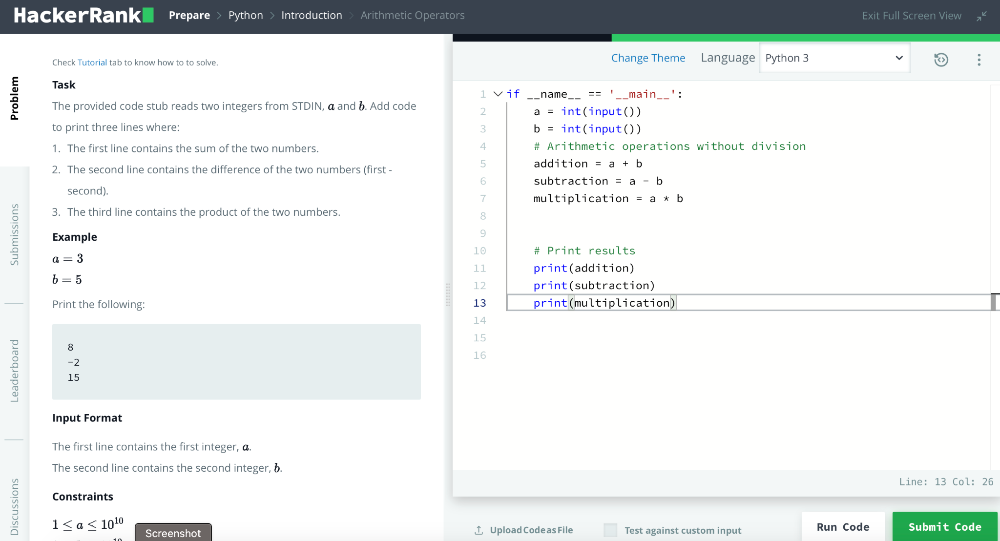 HackerRank
Prepare > Python > Introduction > Arithmetic Operators
Exit Full Screen View
Problem
Submissions
Leaderboard
Discussions
Check Tutorial tab to know how to to solve.
Task
The provided code stub reads two integers from STDIN, a and b. Add code
to print three lines where:
1. The first line contains the sum of the two numbers.
2. The second line contains the difference of the two numbers (first -
second).
3. The third line contains the product of the two numbers.
Example
a = 3
b = 5
Print the following:
8
-2
15
Input Format
The first line contains the first integer, a.
The second line contains the second integer, b.
Constraints
1 ≤ a ≤ 10^10
Screenshot
Change Theme Language Python 3
1 if __name__ == '__main__':
2 a = int(input())
3 b = int(input())
4 # Arithmetic operations without division
5 addition = a + b
6 subtraction = a - b
7 multiplication = a * b
8
9
10 # Print results
11 print(addition)
12 print(subtraction)
13 print(multiplication)
14
15
16
Line: 13 Col: 26
Upload Code as File
Test against custom input
Run Code
Submit Code